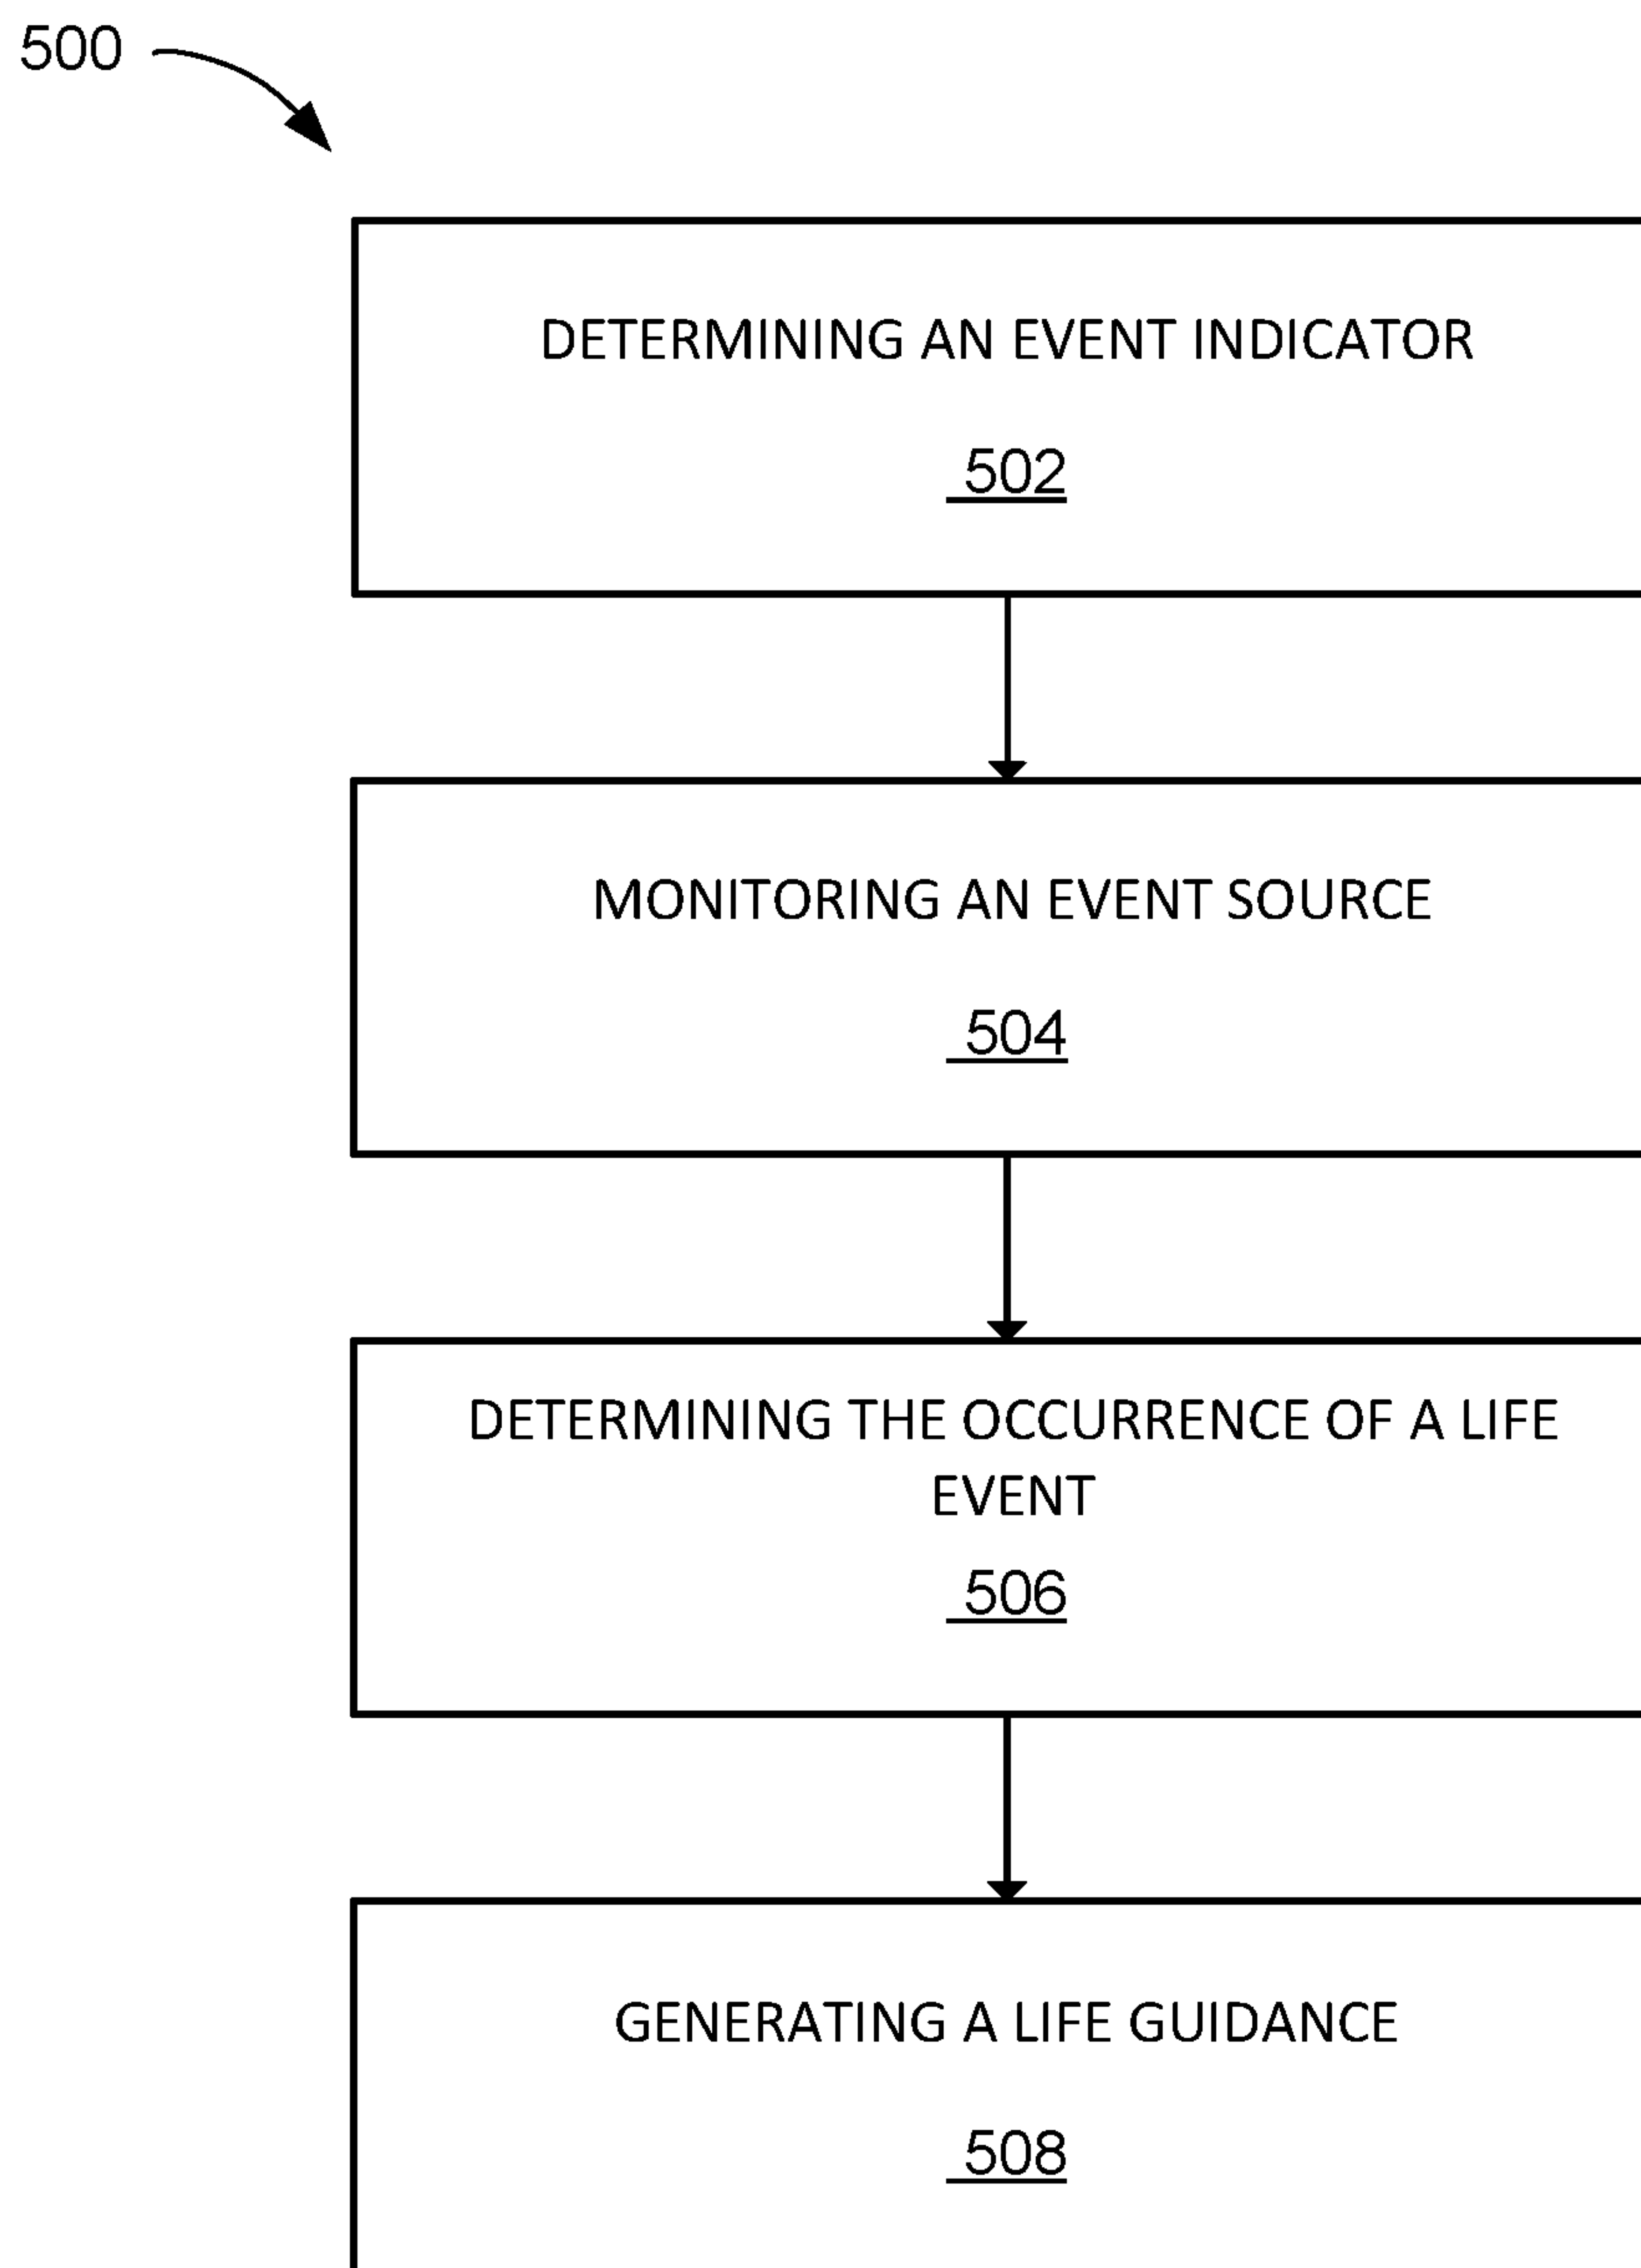 500
DETERMINING AN EVENT INDICATOR
502
MONITORING AN EVENT SOURCE
504
DETERMINING THE OCCURRENCE OF A LIFE
EVENT
506
GENERATING A LIFE GUIDANCE
508